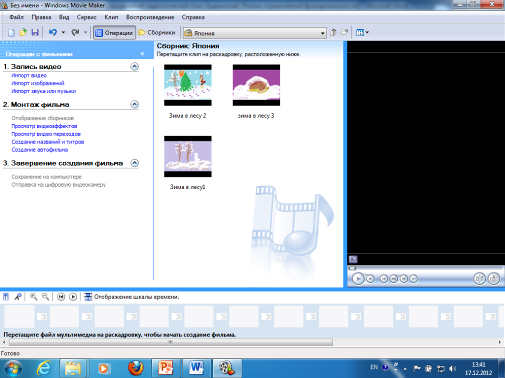 Без имени - Windows Movie Maker
Файл Правка Вид Сервис Клип Воспроизведение Справка
Операции Сборники Япония
Операции с фильмами
1. Запись видео
Импорт видео
Импорт изображений
Импорт звука или музыки
2. Монтаж фильма
Отображение сборников
Просмотр видеоэффектов
Просмотр видео переходов
Создание названий и титров
Создание автофильма
3. Завершение создания фильма
Сохранение на компьютере
Отправка на цифровую видеокамеру
Сборник: Япония
Перетащите клип на раскадровку, расположенную ниже.
Зима в лесу 2
зима в лесу 3
Зима в лесу1
Отображение шкалы времени.
Перетащите файл мультимедиа на раскадровку, чтобы начать создание фильма.
Готово
EN
13:41
17.12.2012